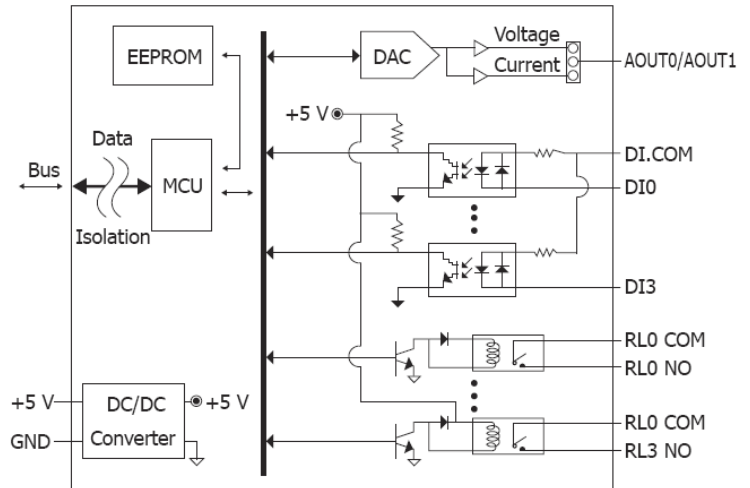 EEPROM
DAC
Voltage
Current
AOUT0/AOUT1
+5 V
Data
Bus
MCU
Isolation
DI.COM
DI0
DI3
RL0 COM
RL0 NO
+5 V
DC/DC
Converter
+5 V
GND
RL0 COM
RL3 NO